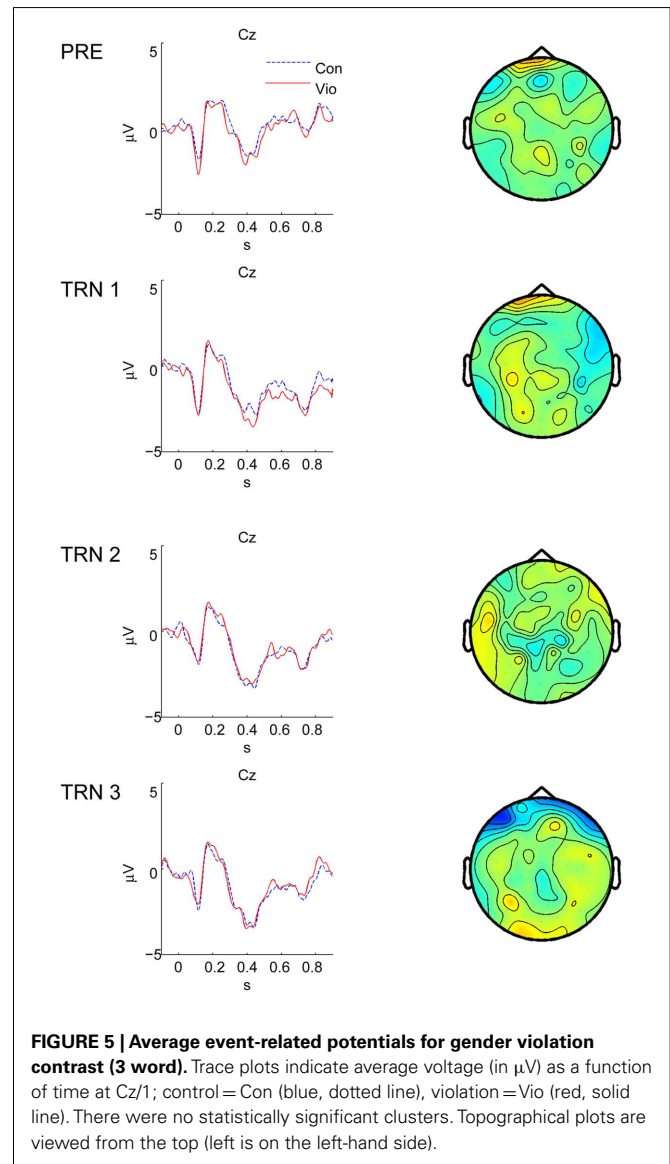 PRE
Cz
5
Con
Vio
0
μV
−5
0 0.2 0.4 0.6 0.8
s
TRN 1
Cz
5
0
μV
−5
0 0.2 0.4 0.6 0.8
s
TRN 2
Cz
5
0
μV
−5
0 0.2 0.4 0.6 0.8
s
TRN 3
Cz
5
0
μV
−5
0 0.2 0.4 0.6 0.8
s
FIGURE 5 | Average event-related potentials for gender violation
contrast (3 word). Trace plots indicate average voltage (in μV) as a function
of time at Cz/1; control = Con (blue, dotted line), violation = Vio (red, solid
line). There were no statistically significant clusters. Topographical plots are
viewed from the top (left is on the left-hand side).